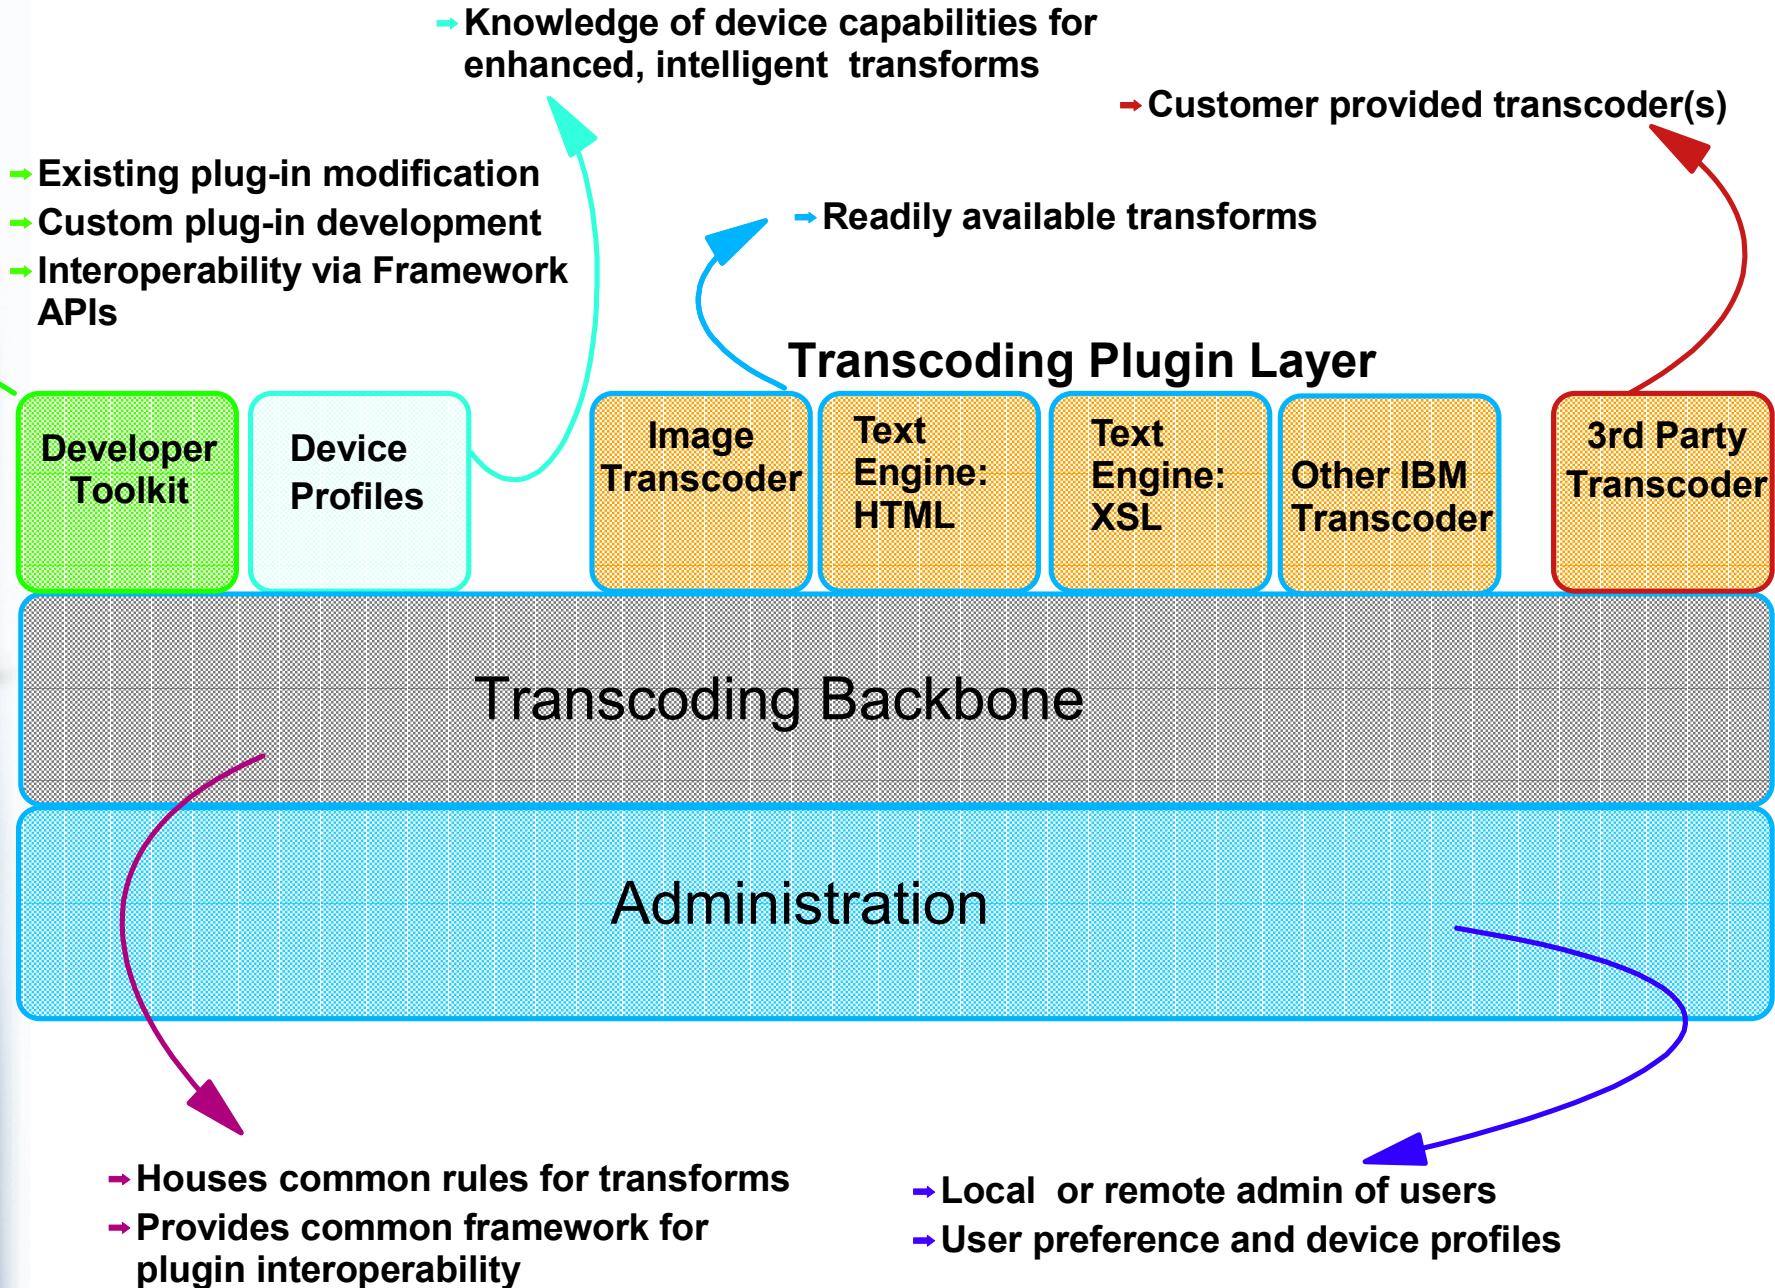 Knowledge of device capabilities for
enhanced, intelligent transforms
Customer provided transcoder(s)
Existing plug-in modification
Custom plug-in development
Interoperability via Framework
APIs
Readily available transforms
Transcoding Plugin Layer
Developer
Toolkit
Device
Profiles
Image
Transcoder
Text
Engine:
HTML
Text
Engine:
XSL
Other IBM
Transcoder
3rd Party
Transcoder
Transcoding Backbone
Administration
Houses common rules for transforms
Provides common framework for
plugin interoperability
Local or remote admin of users
User preference and device profiles